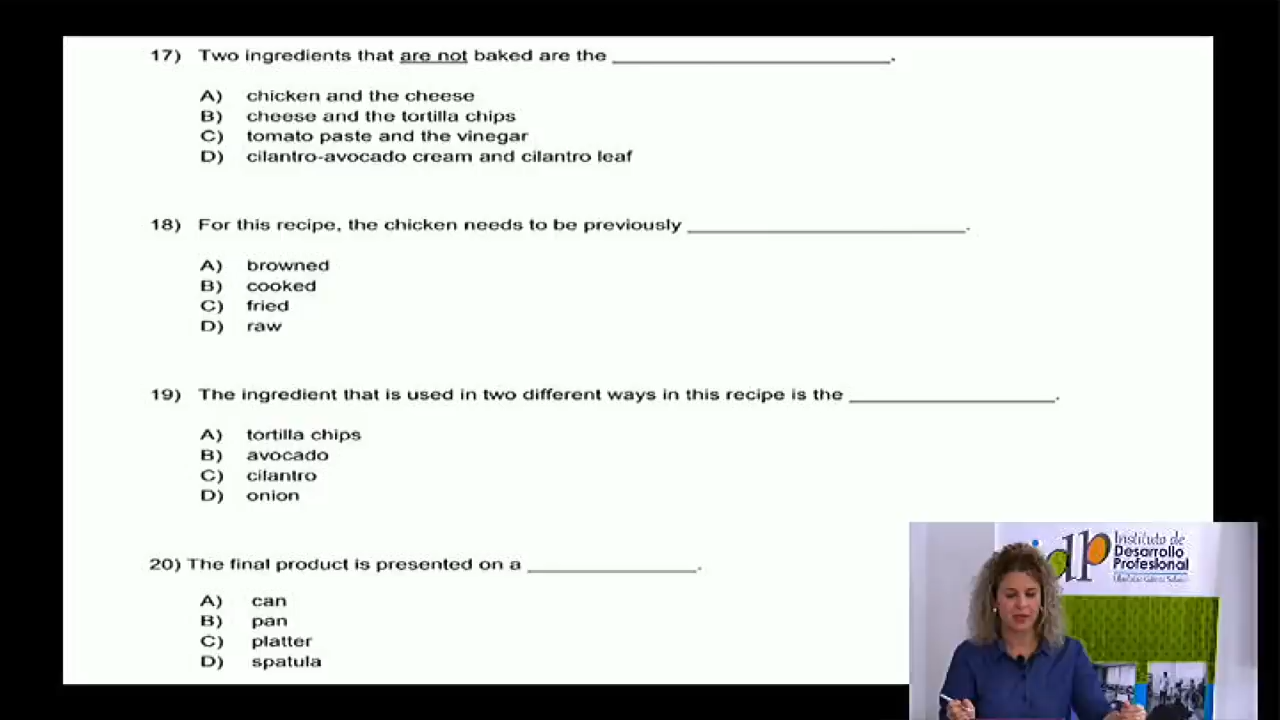 17) Two ingredients that are not baked are the ______________________________.
A) chicken and the cheese
B) cheese and the tortilla chips
C) tomato paste and the vinegar
D) cilantro-avocado cream and cilantro leaf
18) For this recipe, the chicken needs to be previously ______________________________.
A) browned
B) cooked
C) fried
D) raw
19) The ingredient that is used in two different ways in this recipe is the ______________________.
A) tortilla chips
B) avocado
C) cilantro
D) onion
20) The final product is presented on a __________________.
A) can
B) pan
C) platter
D) spatula
idp
Instituto de
Desarrollo
Profesional